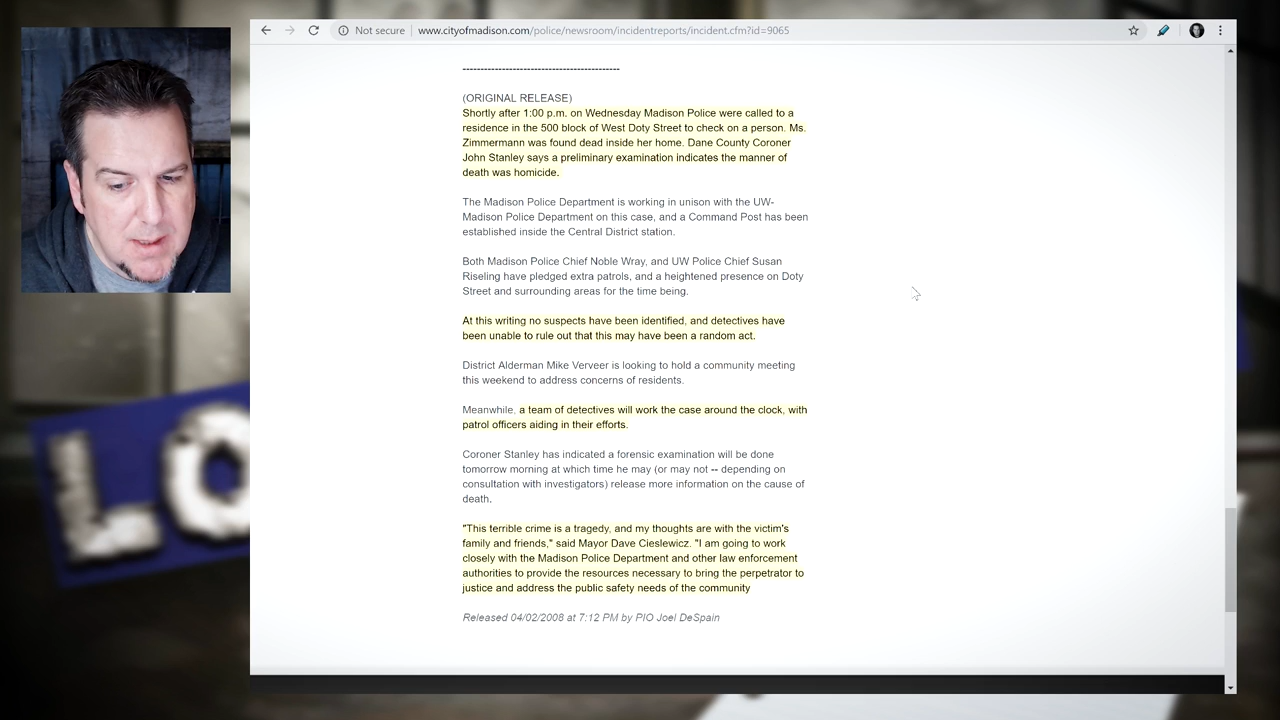 Not secure
www.cityofmadison.com/police/newsroom/incidentreports/incident.cfm?id=9065
--------------------------------------------
(ORIGINAL RELEASE)
Shortly after 1:00 p.m. on Wednesday Madison Police were called to a
residence in the 500 block of West Doty Street to check on a person. Ms.
Zimmermann was found dead inside her home. Dane County Coroner
John Stanley says a preliminary examination indicates the manner of
death was homicide.
The Madison Police Department is working in unison with the UW-
Madison Police Department on this case, and a Command Post has been
established inside the Central District station.
Both Madison Police Chief Noble Wray, and UW Police Chief Susan
Riseling have pledged extra patrols, and a heightened presence on Doty
Street and surrounding areas for the time being.
At this writing no suspects have been identified, and detectives have
been unable to rule out that this may have been a random act.
District Alderman Mike Verveer is looking to hold a community meeting
this weekend to address concerns of residents.
Meanwhile, a team of detectives will work the case around the clock, with
patrol officers aiding in their efforts.
Coroner Stanley has indicated a forensic examination will be done
tomorrow morning at which time he may (or may not -- depending on
consultation with investigators) release more information on the cause of
death.
"This terrible crime is a tragedy, and my thoughts are with the victim's
family and friends," said Mayor Dave Cieslewicz. "I am going to work
closely with the Madison Police Department and other law enforcement
authorities to provide the resources necessary to bring the perpetrator to
justice and address the public safety needs of the community
Released 04/02/2008 at 7:12 PM by PIO Joel DeSpain
LO